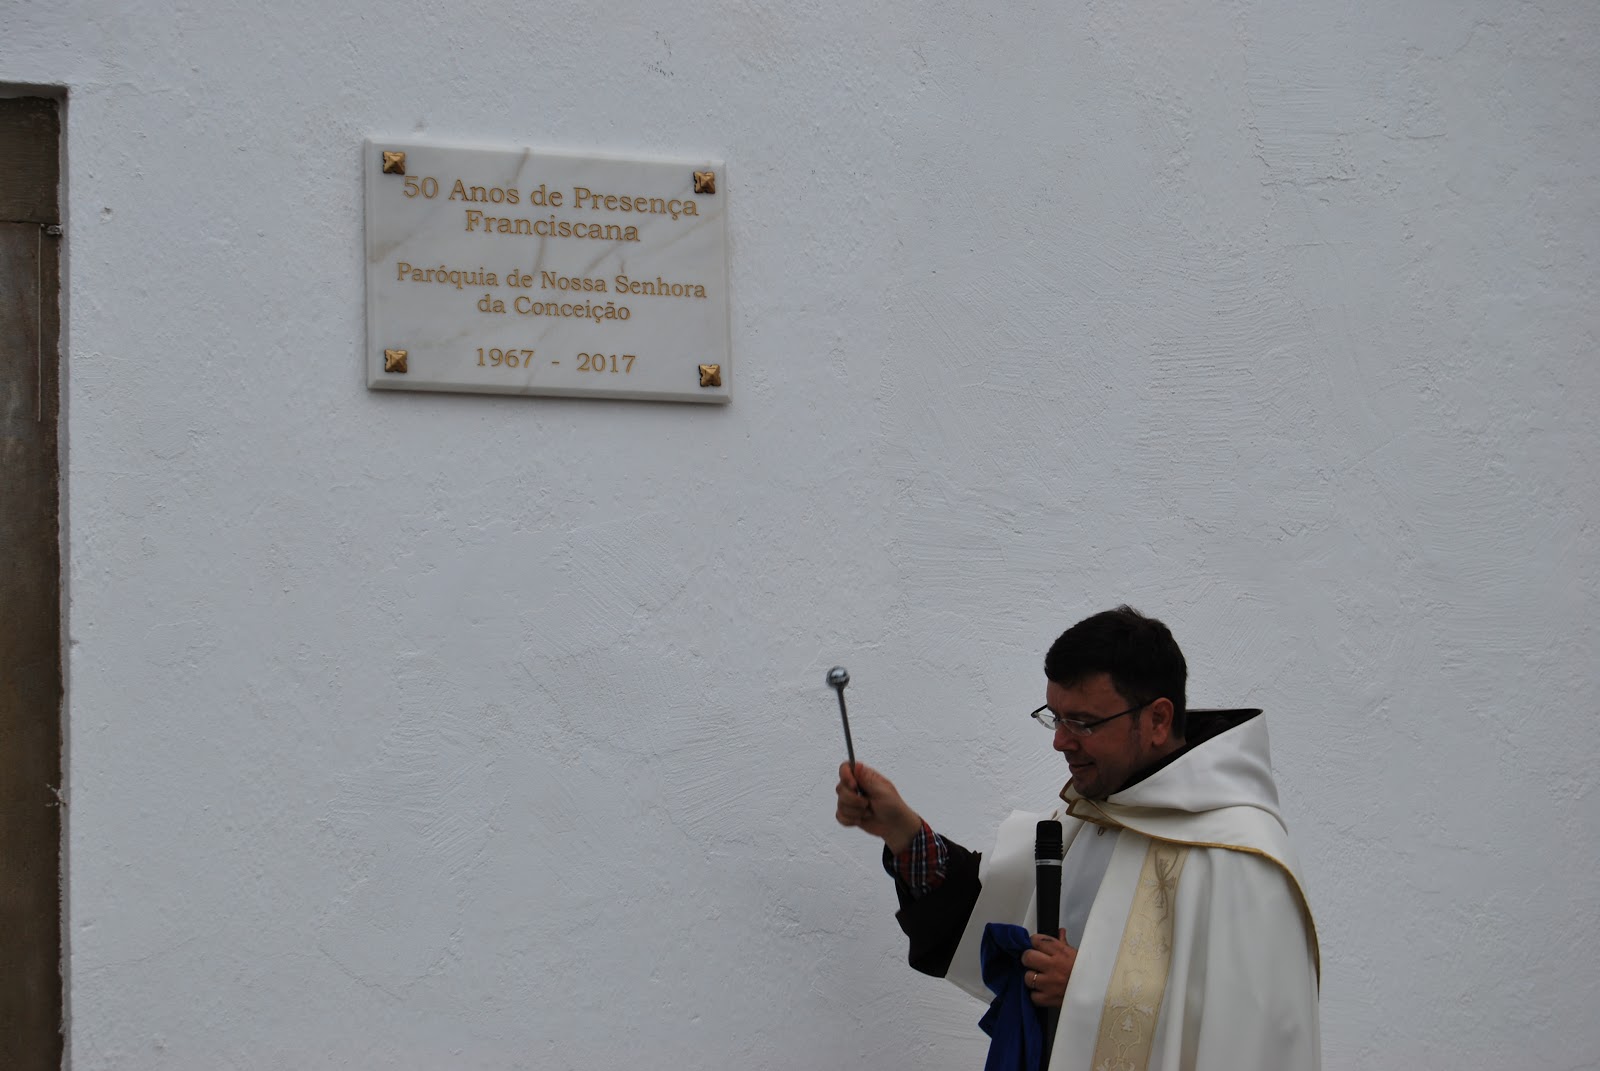 50 Anos de Presença
Franciscana
Paróquia de Nossa Senhora
da Conceição
1967 - 2017